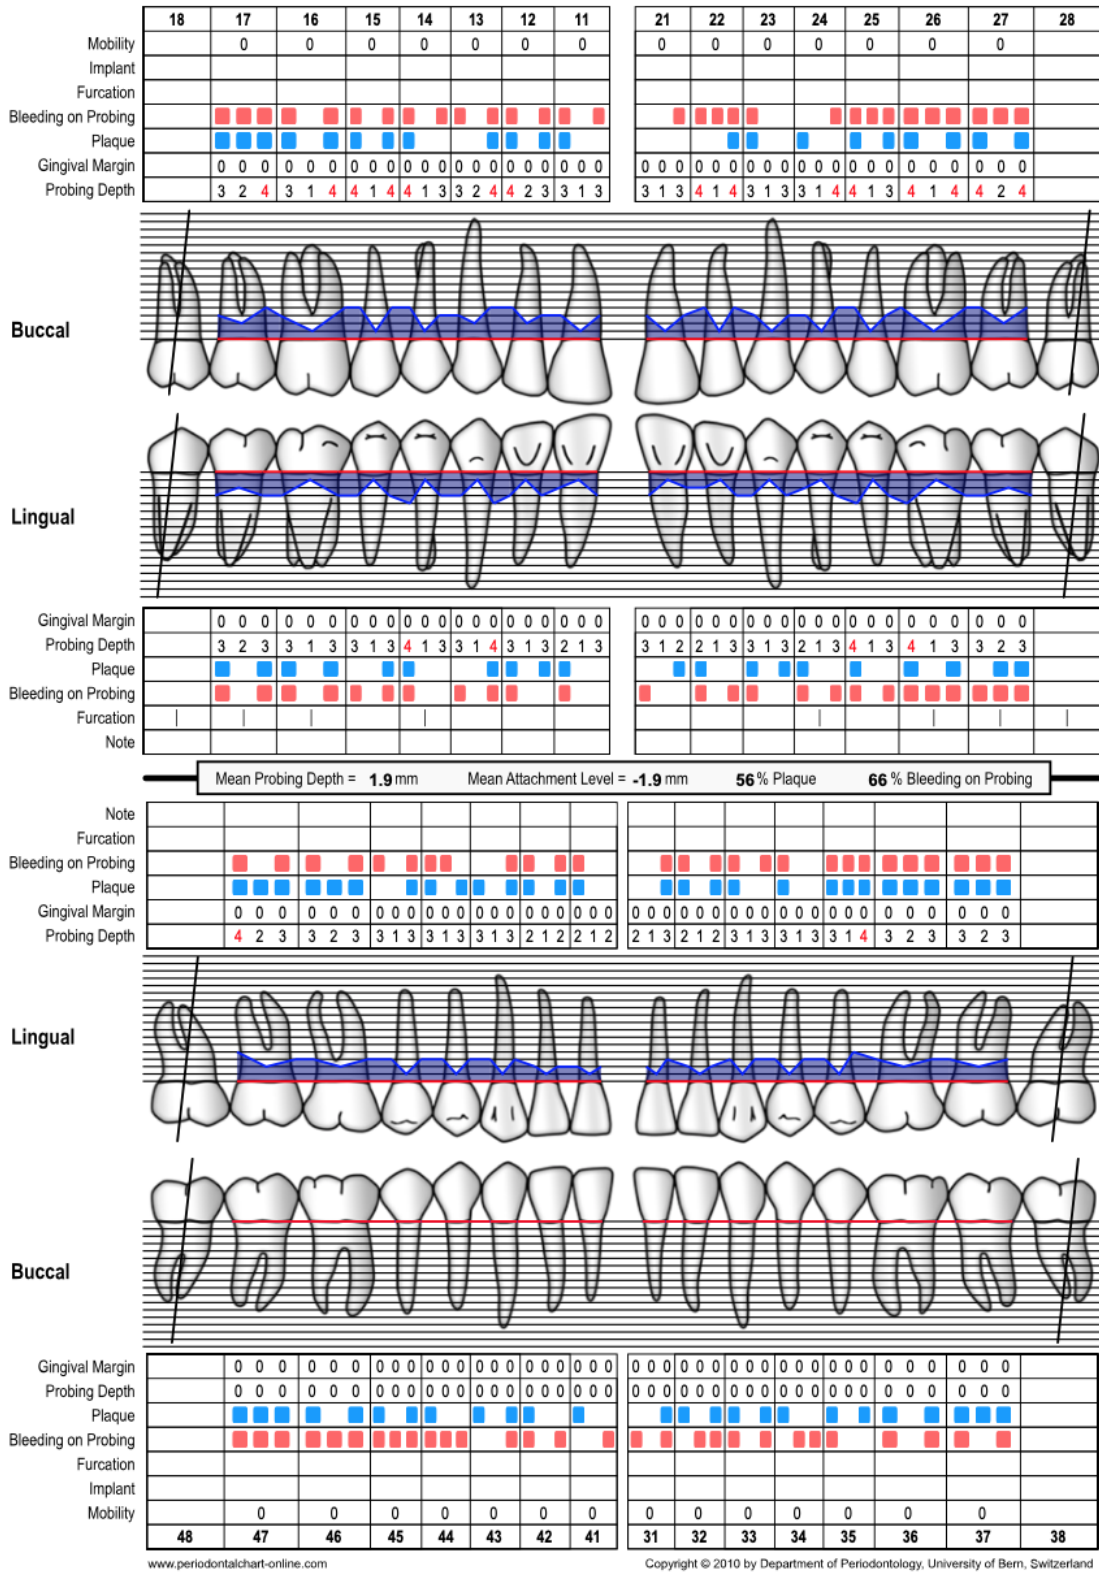 18 17 16 15 14 13 12 11 21 22 23 24 25 26 27 28
Mobility 0 0 0 0 0 0 0 0 0 0 0 0 0 0
Implant
Furcation
Bleeding on Probing
Plaque
Gingival Margin 0 0 0 0 0 0 0 0 0 0 0 0 0 0 0 0 0 0 0 0 0 0 0 0 0 0 0 0 0 0 0 0 0 0 0 0 0 0 0 0 0 0
Probing Depth 3 2 4 3 1 4 4 1 4 4 1 3 3 2 4 4 2 3 3 1 3 3 1 3 4 1 4 3 1 3 3 1 4 4 1 3 4 1 4 4 2 4
Buccal
Lingual
Gingival Margin 0 0 0 0 0 0 0 0 0 0 0 0 0 0 0 0 0 0 0 0 0 0 0 0 0 0 0 0 0 0 0 0 0 0 0 0 0 0 0 0 0 0
Probing Depth 3 2 3 3 1 3 3 1 3 4 1 3 3 1 4 3 1 3 2 1 3 3 1 2 2 1 3 3 1 3 2 1 3 4 1 3 4 1 3 3 2 3
Plaque
Bleeding on Probing
Furcation
Note
Mean Probing Depth = 1.9 mm Mean Attachment Level = -1.9 mm 56 % Plaque 66 % Bleeding on Probing
Note
Furcation
Bleeding on Probing
Plaque
Gingival Margin 0 0 0 0 0 0 0 0 0 0 0 0 0 0 0 0 0 0 0 0 0 0 0 0 0 0 0 0 0 0 0 0 0 0 0 0 0 0 0 0 0 0
Probing Depth 4 2 3 3 2 3 3 1 3 3 1 3 3 1 3 2 1 2 2 1 2 2 1 3 2 1 2 3 1 3 3 1 3 3 1 4 3 2 3 3 2 3
Lingual
Buccal
Gingival Margin 0 0 0 0 0 0 0 0 0 0 0 0 0 0 0 0 0 0 0 0 0 0 0 0 0 0 0 0 0 0 0 0 0 0 0 0 0 0 0 0 0 0
Probing Depth 0 0 0 0 0 0 0 0 0 0 0 0 0 0 0 0 0 0 0 0 0 0 0 0 0 0 0 0 0 0 0 0 0 0 0 0 0 0 0 0 0 0
Plaque
Bleeding on Probing
Furcation
Implant
Mobility 0 0 0 0 0 0 0 0 0 0 0 0 0 0
48 47 46 45 44 43 42 41 31 32 33 34 35 36 37 38
www.periodontalchart-online.com Copyright © 2010 by Department of Periodontology, University of Bern, Switzerland